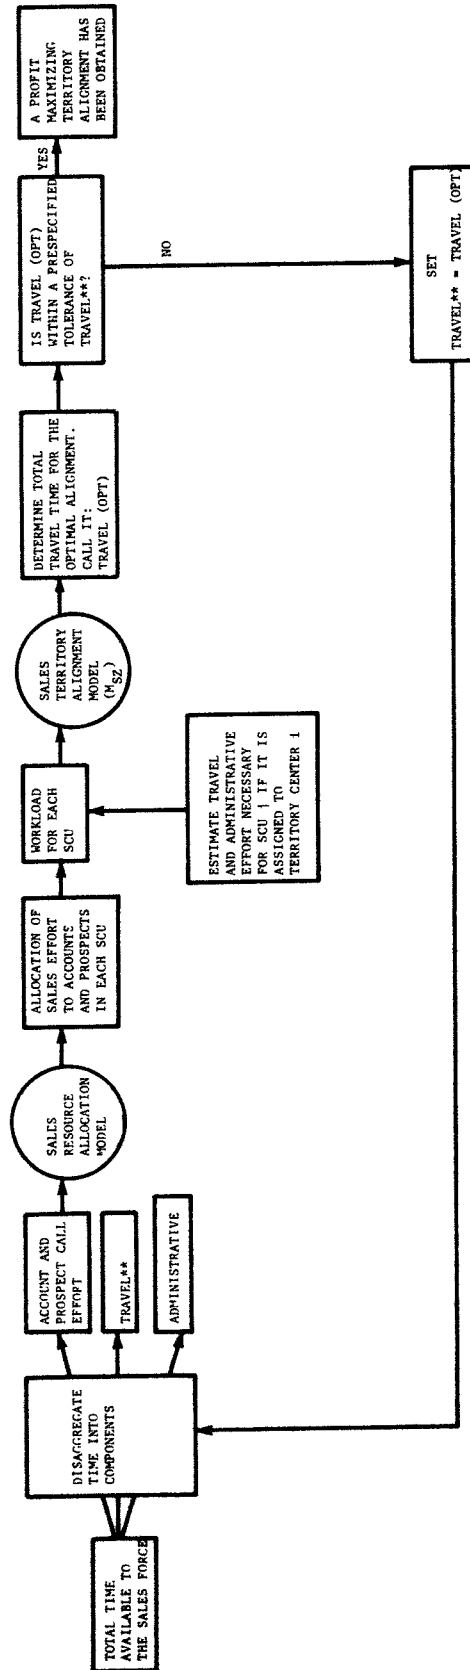 TOTAL TIME
AVAILABLE TO
THE SALES FORCE
DISAGGREGATE
TIME INTO
COMPONENTS
ACCOUNT AND
PROSPECT CALL
EFFORT
TRAVEL**
ADMINISTRATIVE
SALES
RESOURCE
ALLOCATION
MODEL
ALLOCATION OF
SALES EFFORT
TO ACCOUNTS
AND PROSPECTS
IN EACH SCU
WORKLOAD
FOR EACH
SCU
ESTIMATE TRAVEL
AND ADMINISTRATIVE
EFFORT NECESSARY
FOR SCU j IF IT IS
ASSIGNED TO
TERRITORY CENTER i
SALES
TERRITORY
ALIGNMENT
MODEL
(MSZ)
DETERMINE TOTAL
TRAVEL TIME FOR THE
OPTIMAL ALIGNMENT.
CALL IT:
TRAVEL (OPT)
IS TRAVEL (OPT)
WITHIN A PRESPECIFIED
TOLERANCE OF
TRAVEL**?
YES
A PROFIT
MAXIMIZING
TERRITORY
ALIGNMENT HAS
BEEN OBTAINED
NO
SET
TRAVEL** = TRAVEL (OPT)